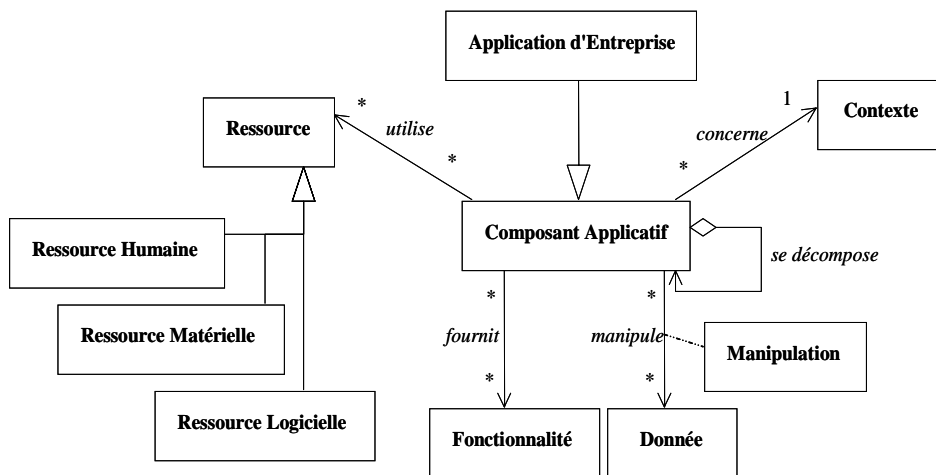 Application d'Entreprise
*
Ressource
utilise
*
1
Contexte
concerne
*
Composant Applicatif
se décompose
Ressource Humaine
Ressource Matérielle
Ressource Logicielle
*
fournit
*
*
manipule
*
Manipulation
Fonctionnalité
Donnée